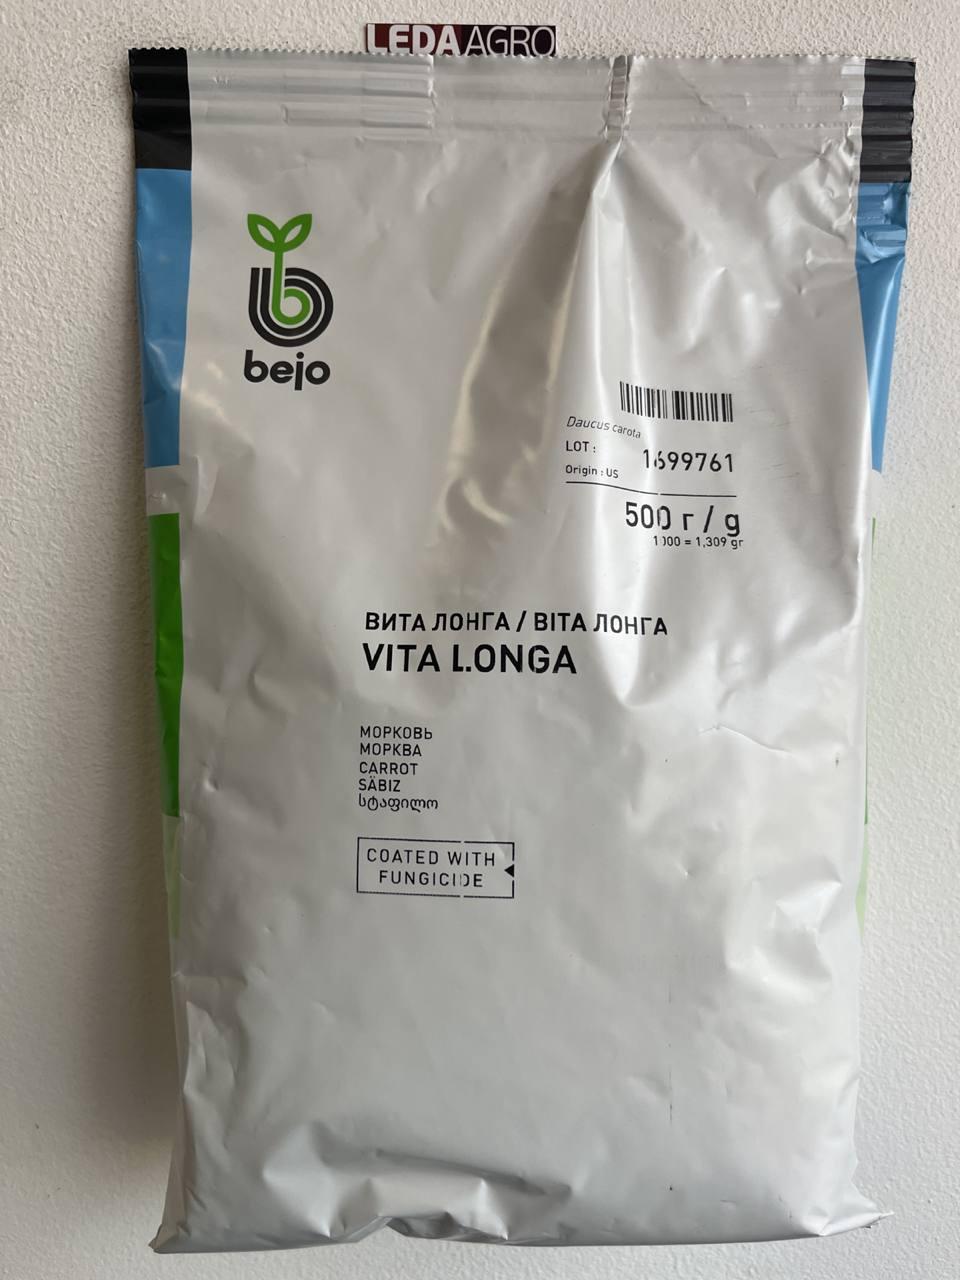 LEDA AGRO
bejo
Daucus carota
LOT : 1699761
Origin : US
500 г / g
1000 = 1,309 gr
ВИТА ЛОНГА / ВІТА ЛОНГА
VITA LONGA
МОРКОВЬ
МОРКВА
CARROT
SÄBIZ
სტაფილო
COATED WITH
FUNGICIDE